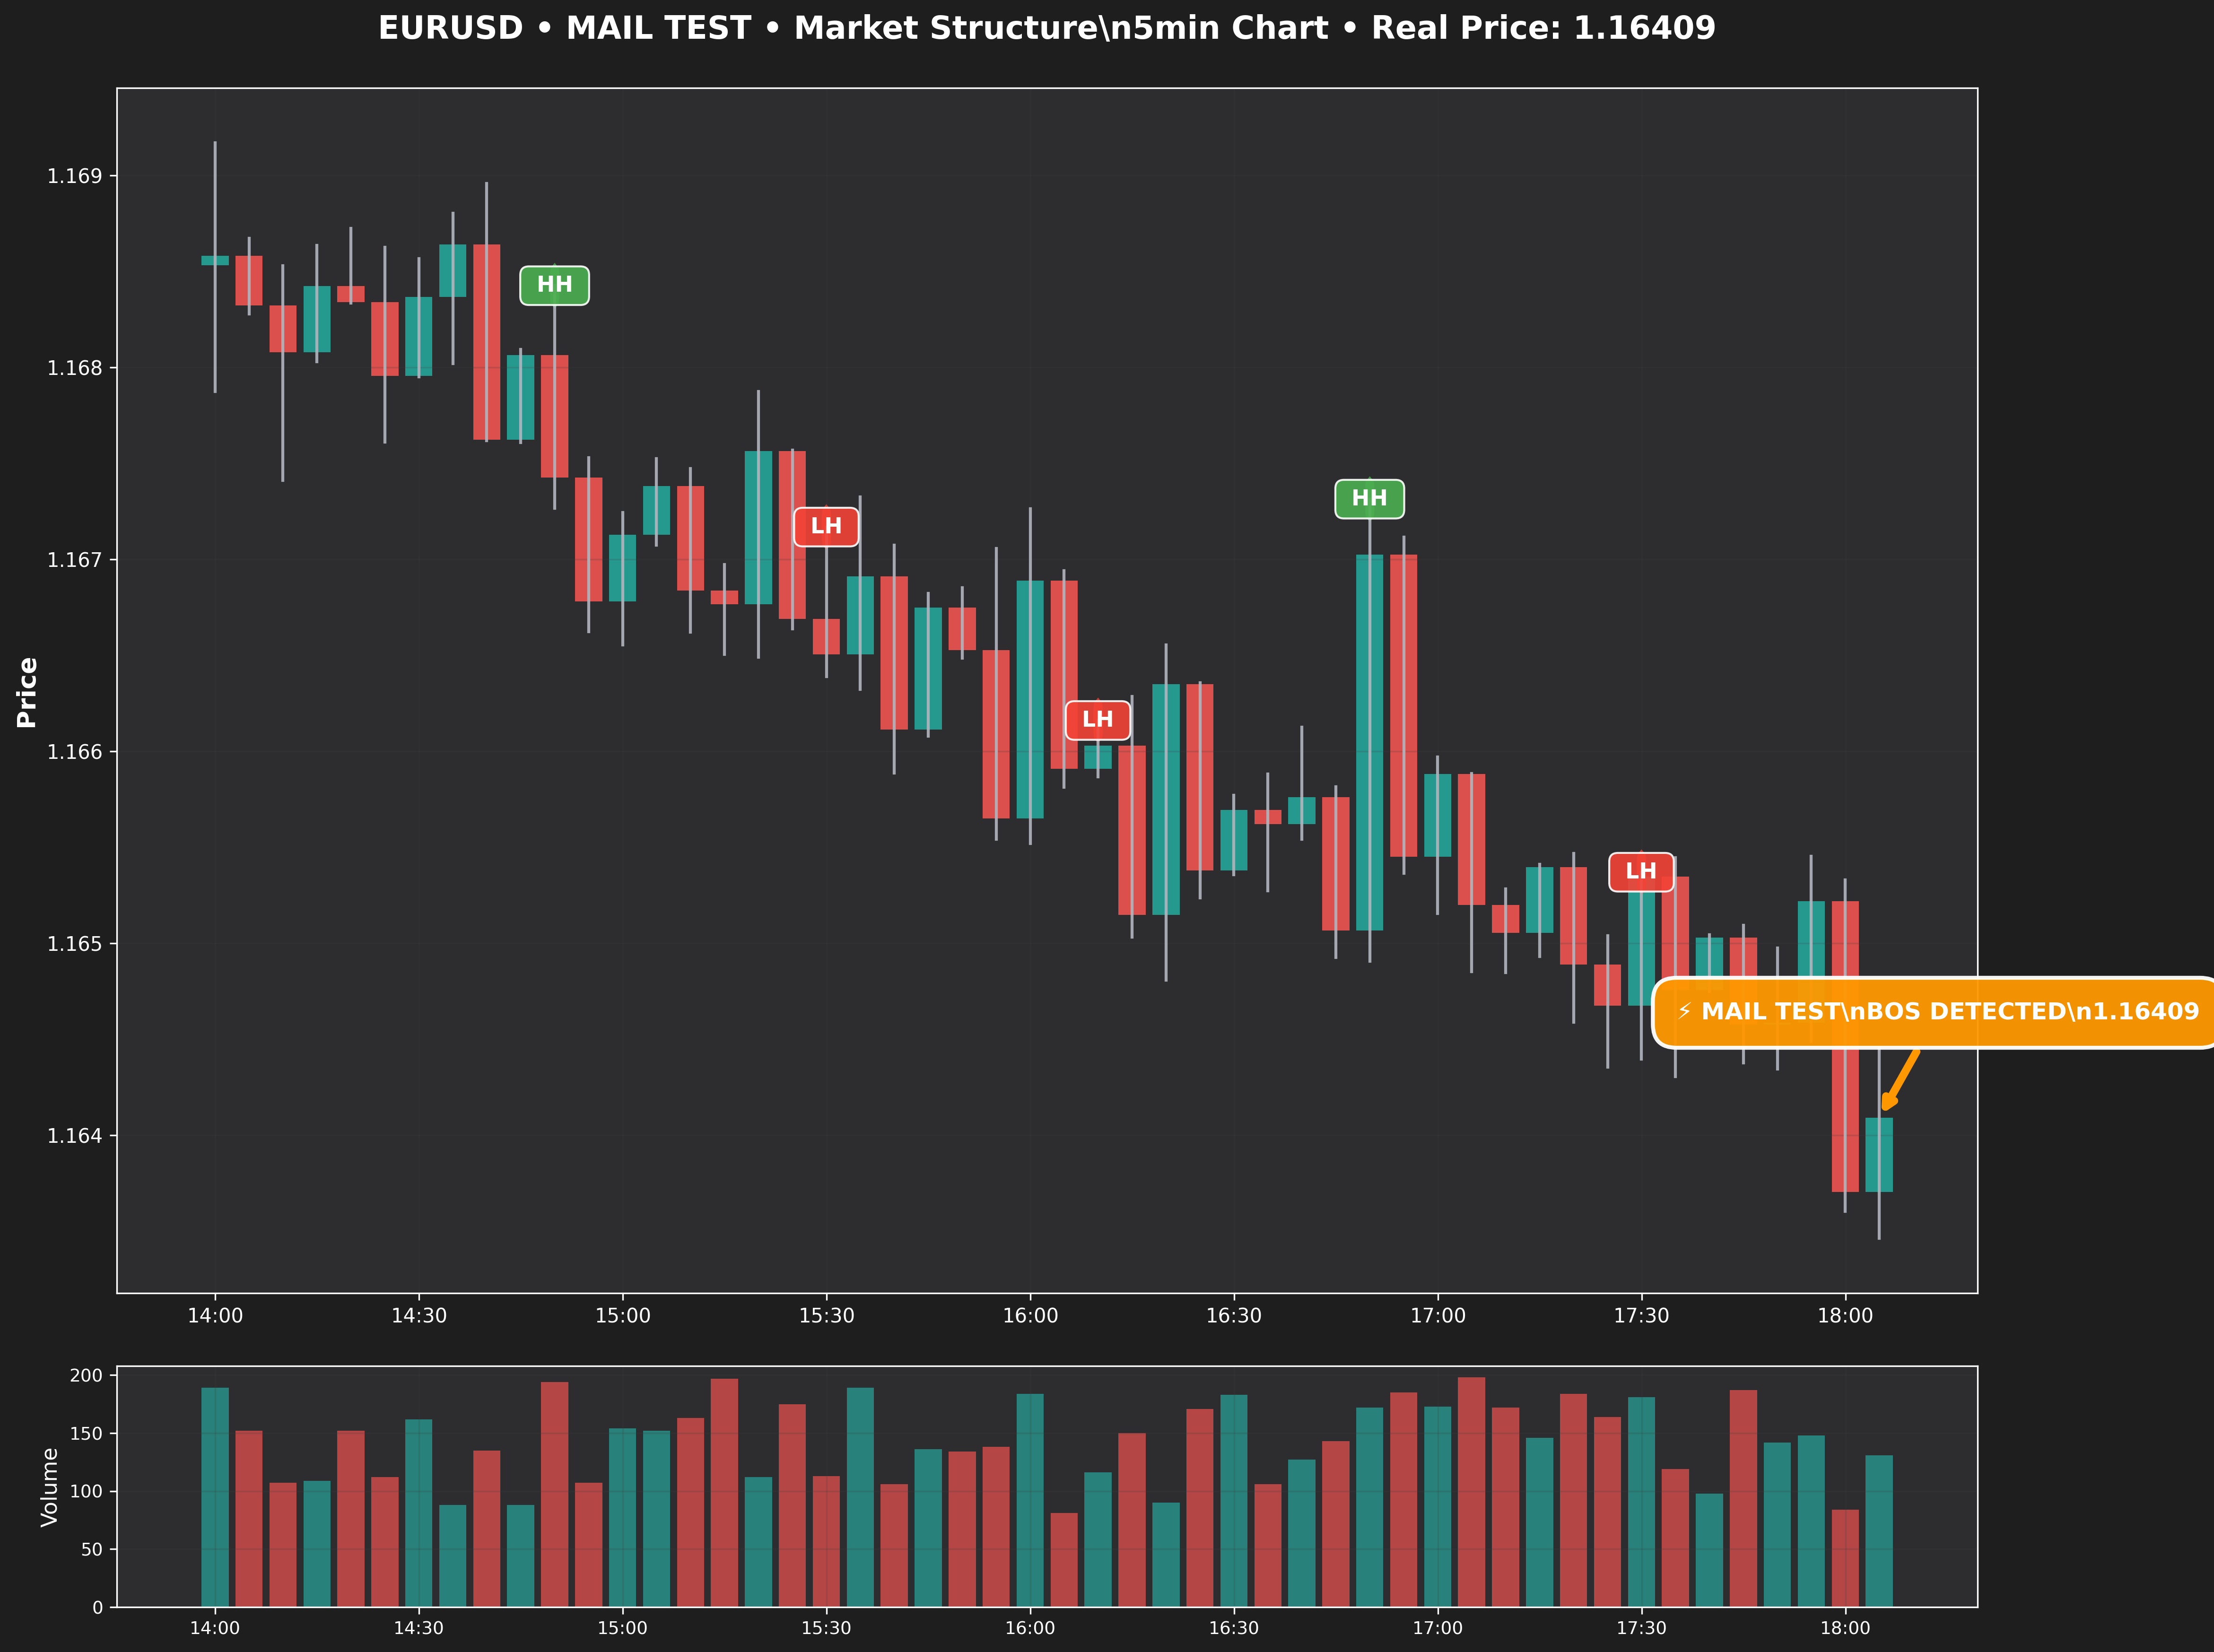 EURUSD • MAIL TEST • Market Structure\n5min Chart • Real Price: 1.16409
Price
1.169
1.168
1.167
1.166
1.165
1.164
HH
LH
LH
HH
LH
⚡ MAIL TEST\nBOS DETECTED\n1.16409
14:00 14:30 15:00 15:30 16:00 16:30 17:00 17:30 18:00
Volume
200
150
100
50
0
14:00 14:30 15:00 15:30 16:00 16:30 17:00 17:30 18:00